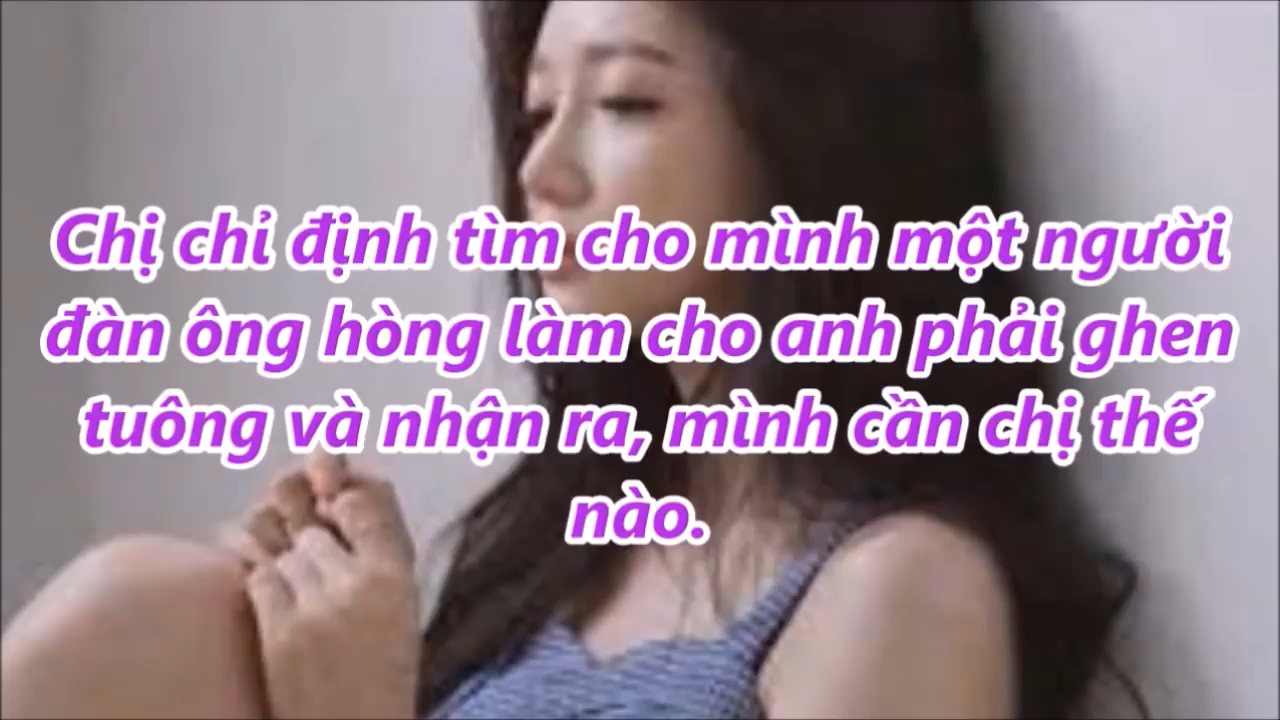 Chị chỉ định tìm cho mình một người
đàn ông hòng làm cho anh phải ghen
tuông và nhận ra, mình cần chị thế
nào.